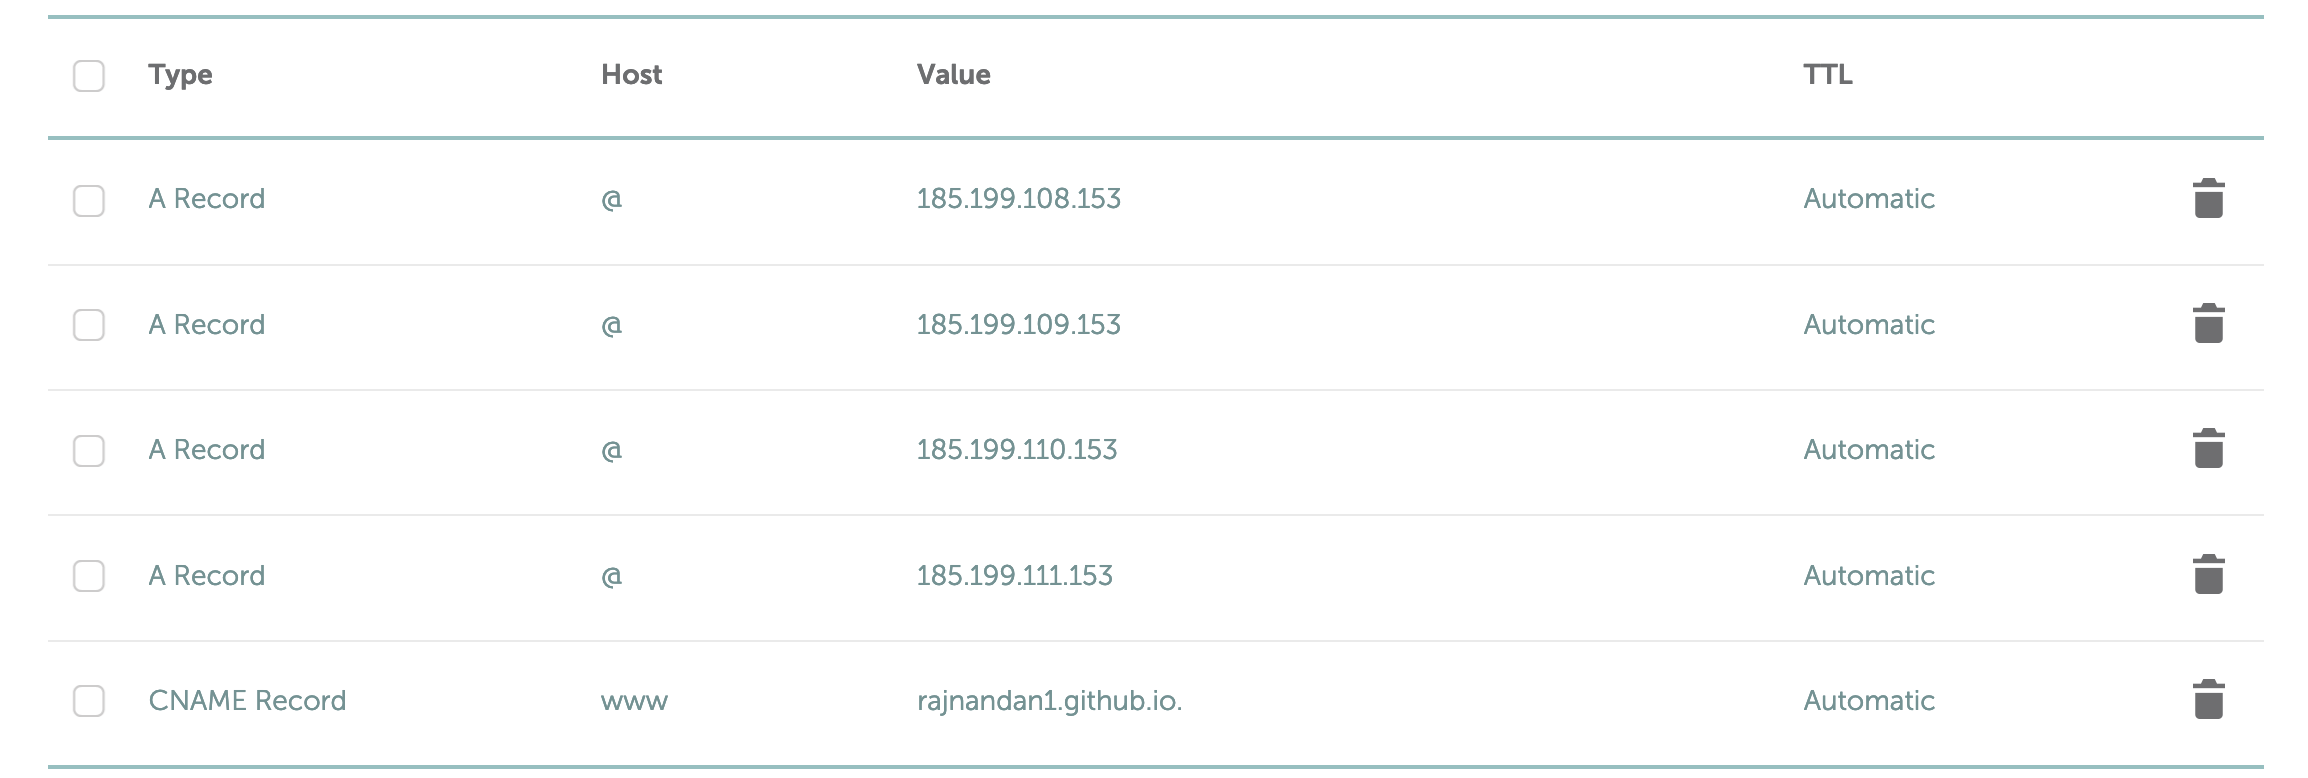 Type Host Value TTL
A Record @ 185.199.108.153 Automatic
A Record @ 185.199.109.153 Automatic
A Record @ 185.199.110.153 Automatic
A Record @ 185.199.111.153 Automatic
CNAME Record www rajnandan1.github.io. Automatic